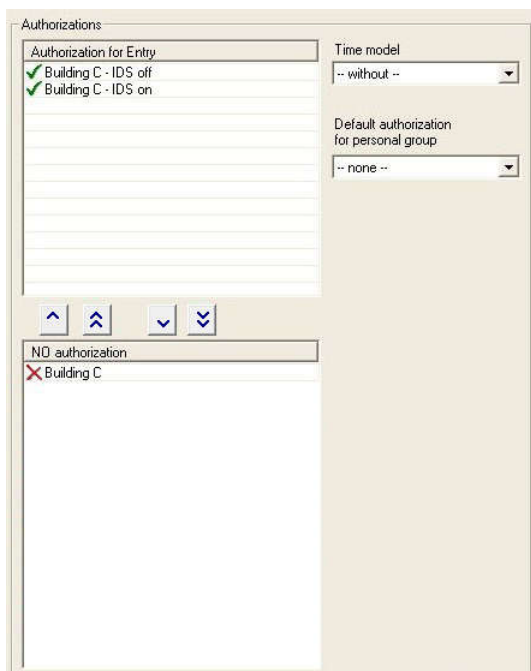 Authorizations
Authorization for Entry
Building C - IDS off
Building C - IDS on
Time model
-- without --
Default authorization
for personal group
-- none --
NO authorization
Building C